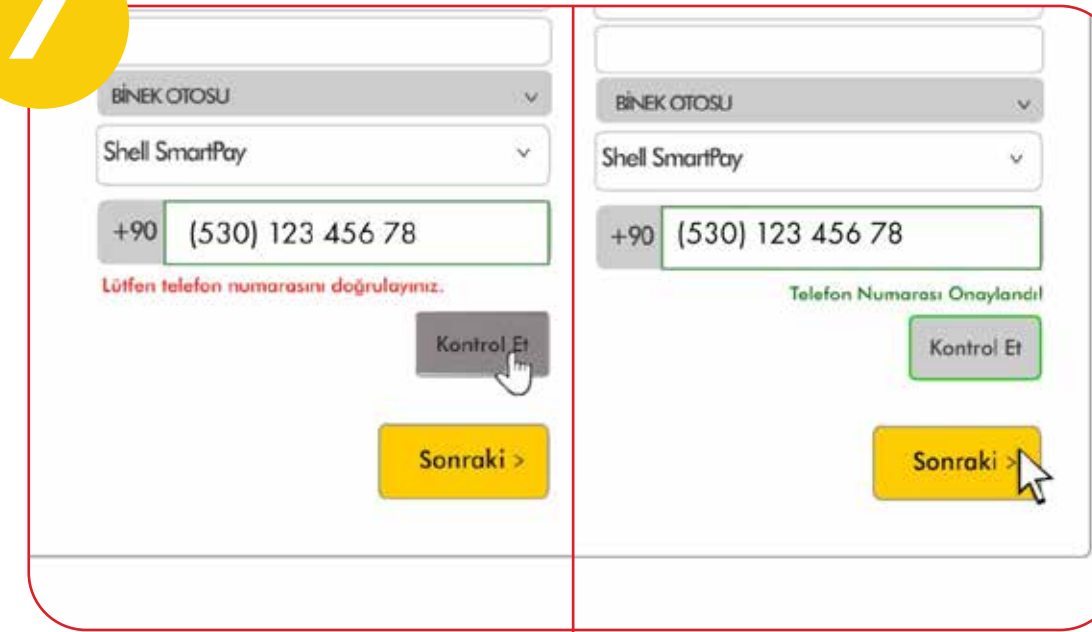 7
BİNEK OTOSU
Shell SmartPay
+90 (530) 123 456 78
Lütfen telefon numarasını doğrulayınız.
Kontrol Et
Sonraki >
BİNEK OTOSU
Shell SmartPay
+90 (530) 123 456 78
Telefon Numarası Onaylandı!
Kontrol Et
Sonraki >